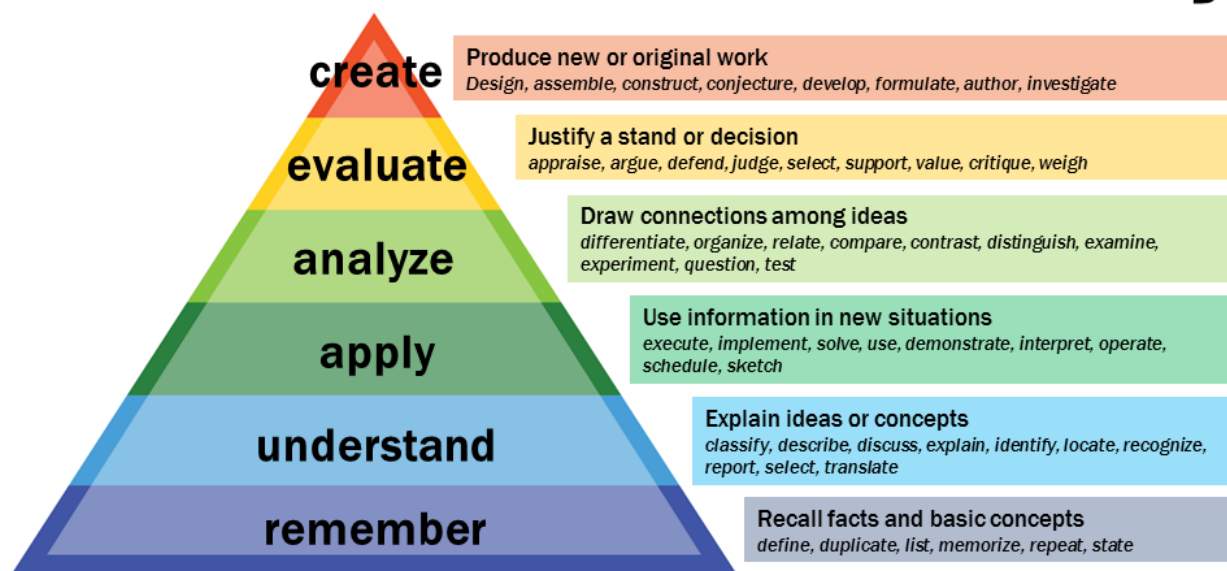 create
Produce new or original work
Design, assemble, construct, conjecture, develop, formulate, author, investigate
evaluate
Justify a stand or decision
appraise, argue, defend, judge, select, support, value, critique, weigh
analyze
Draw connections among ideas
differentiate, organize, relate, compare, contrast, distinguish, examine,
experiment, question, test
apply
Use information in new situations
execute, implement, solve, use, demonstrate, interpret, operate,
schedule, sketch
understand
Explain ideas or concepts
classify, describe, discuss, explain, identify, locate, recognize,
report, select, translate
remember
Recall facts and basic concepts
define, duplicate, list, memorize, repeat, state